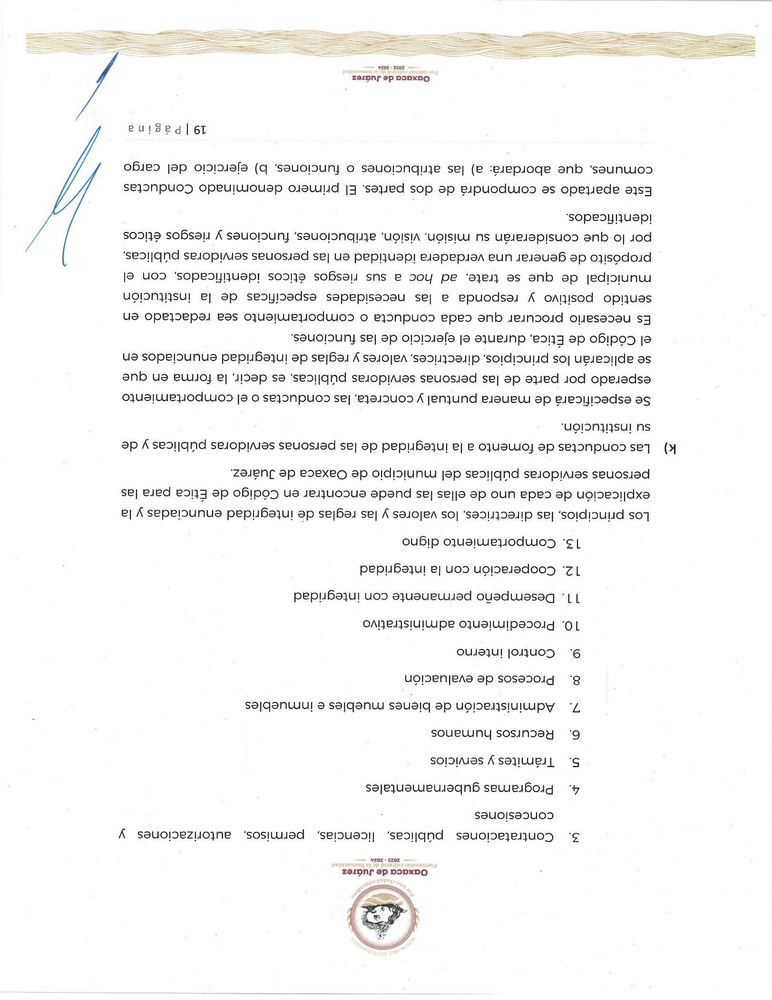 HONORABLE AYUNTAMIENTO
Por una ciudad educadora
Oaxaca de Juárez
Patrimonio cultural de la humanidad
2022 - 2024
3. Contrataciones públicas, licencias, permisos, autorizaciones y
concesiones
4. Programas gubernamentales
5. Trámites y servicios
6. Recursos humanos
7. Administración de bienes muebles e inmuebles
8. Procesos de evaluación
9. Control interno
10. Procedimiento administrativo
11. Desempeño permanente con integridad
12. Cooperación con la integridad
13. Comportamiento digno
Los principios, las directrices, los valores y las reglas de integridad enunciadas y la
explicación de cada uno de ellas las puede encontrar en Código de Ética para las
personas servidoras públicas del municipio de Oaxaca de Juárez.
k) Las conductas de fomento a la integridad de las personas servidoras públicas y de
su institución.
Se especificará de manera puntual y concreta, las conductas o el comportamiento
esperado por parte de las personas servidoras públicas, es decir, la forma en que
se aplicarán los principios, directrices, valores y reglas de integridad enunciados en
el Código de Ética, durante el ejercicio de las funciones.
Es necesario procurar que cada conducta o comportamiento sea redactado en
sentido positivo y responda a las necesidades específicas de la institución
municipal de que se trate, ad hoc a sus riesgos éticos identificados, con el
propósito de generar una verdadera identidad en las personas servidoras públicas,
por lo que considerarán su misión, visión, atribuciones, funciones y riesgos éticos
identificados.
Este apartado se compondrá de dos partes. El primero denominado Conductas
comunes, que abordará: a) las atribuciones o funciones, b) ejercicio del cargo
19 | Página
Oaxaca de Juárez
Patrimonio cultural de la humanidad
2022 - 2024